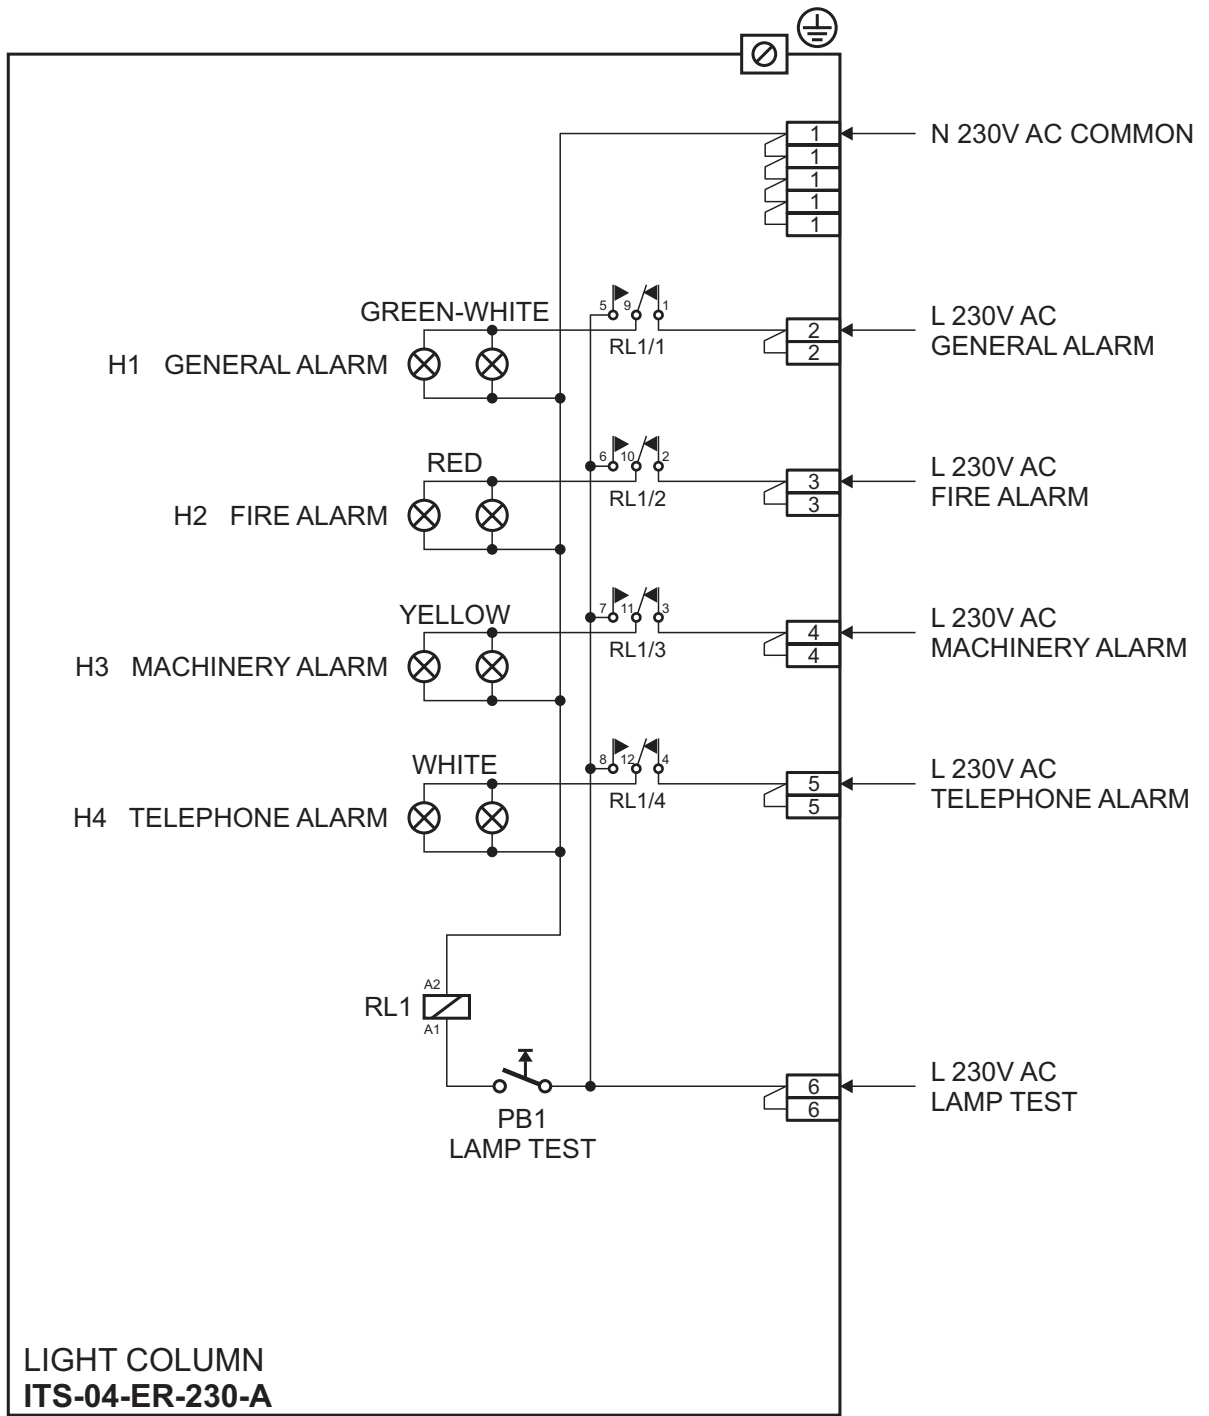 1
N 230V AC COMMON
1
1
1
1
GREEN-WHITE
5 9 1
RL1/1
2
2
L 230V AC
GENERAL ALARM
H1 GENERAL ALARM
RED
6 10 2
RL1/2
3
3
L 230V AC
FIRE ALARM
H2 FIRE ALARM
YELLOW
7 11 3
RL1/3
4
4
L 230V AC
MACHINERY ALARM
H3 MACHINERY ALARM
WHITE
8 12 4
RL1/4
5
5
L 230V AC
TELEPHONE ALARM
H4 TELEPHONE ALARM
A2
RL1
A1
PB1
LAMP TEST
6
6
L 230V AC
LAMP TEST
LIGHT COLUMN
ITS-04-ER-230-A